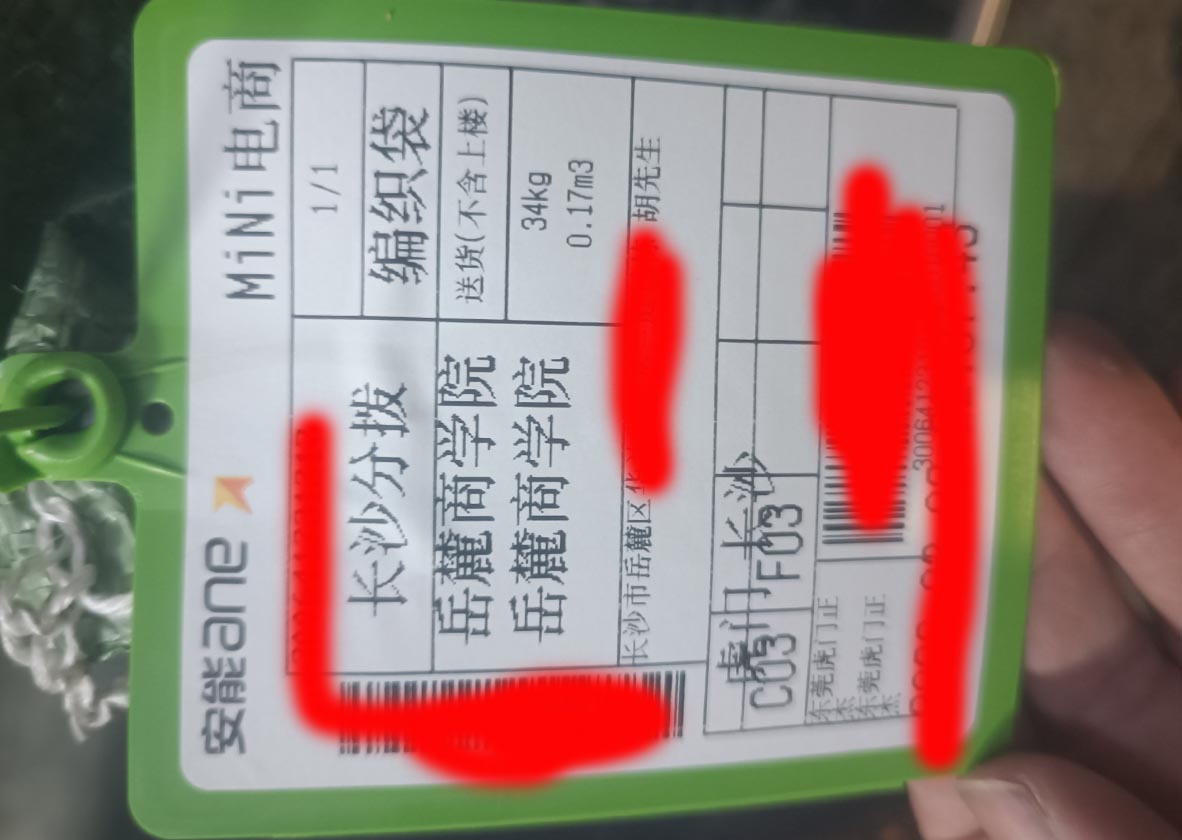 安能ane MiNi电商
长沙分拨
1/1
编织袋
岳麓商学院
岳麓商学院
送货(不含上楼)
34kg
0.17m3
长沙市岳麓区
胡先生
虎门 长沙
C03 F03
东莞虎门正
杰
东莞虎门正
杰